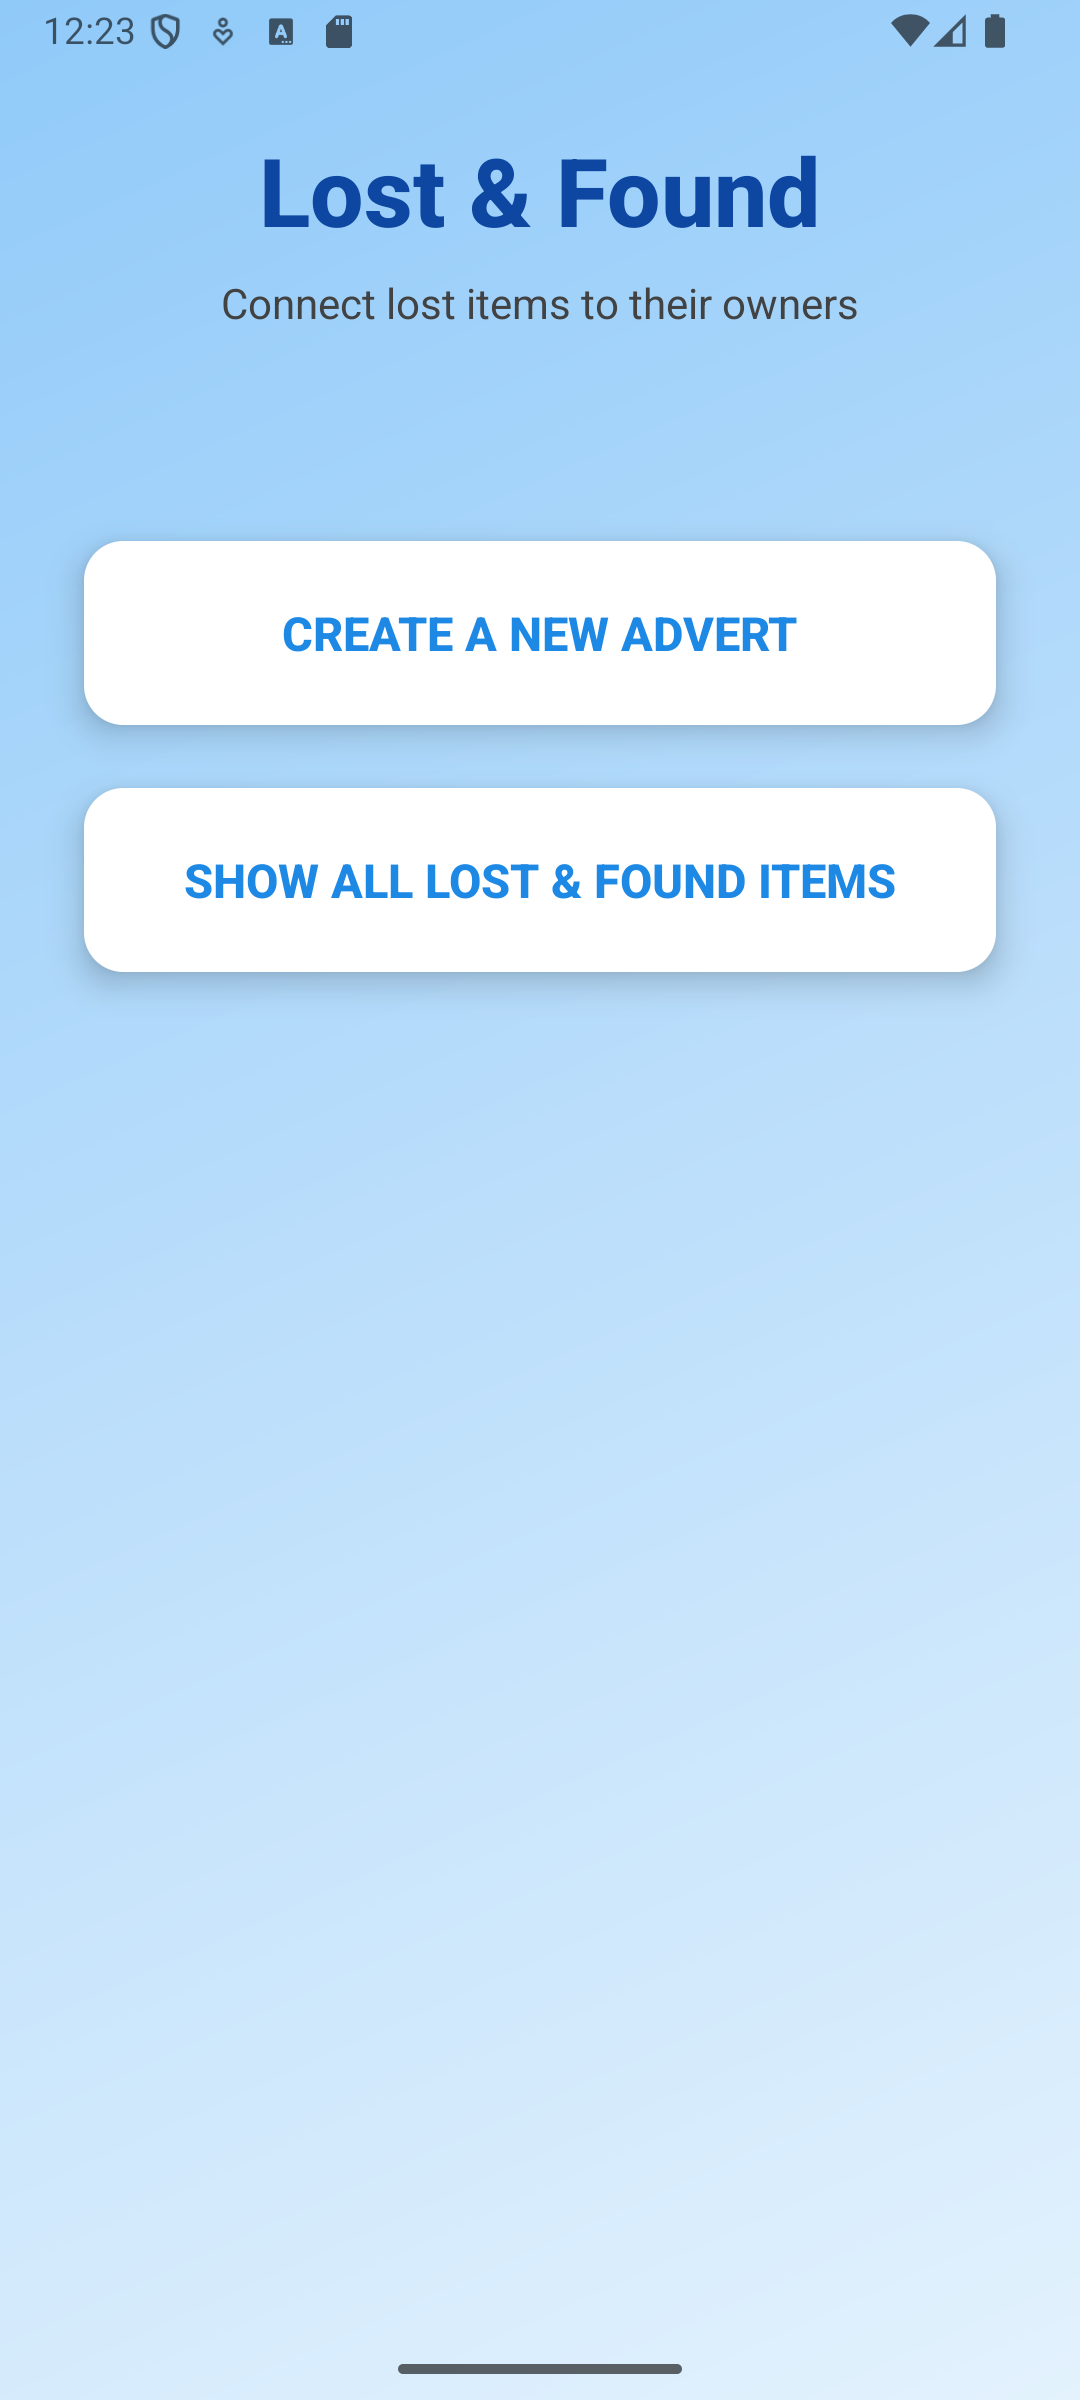 12:23
Lost & Found
Connect lost items to their owners
CREATE A NEW ADVERT
SHOW ALL LOST & FOUND ITEMS